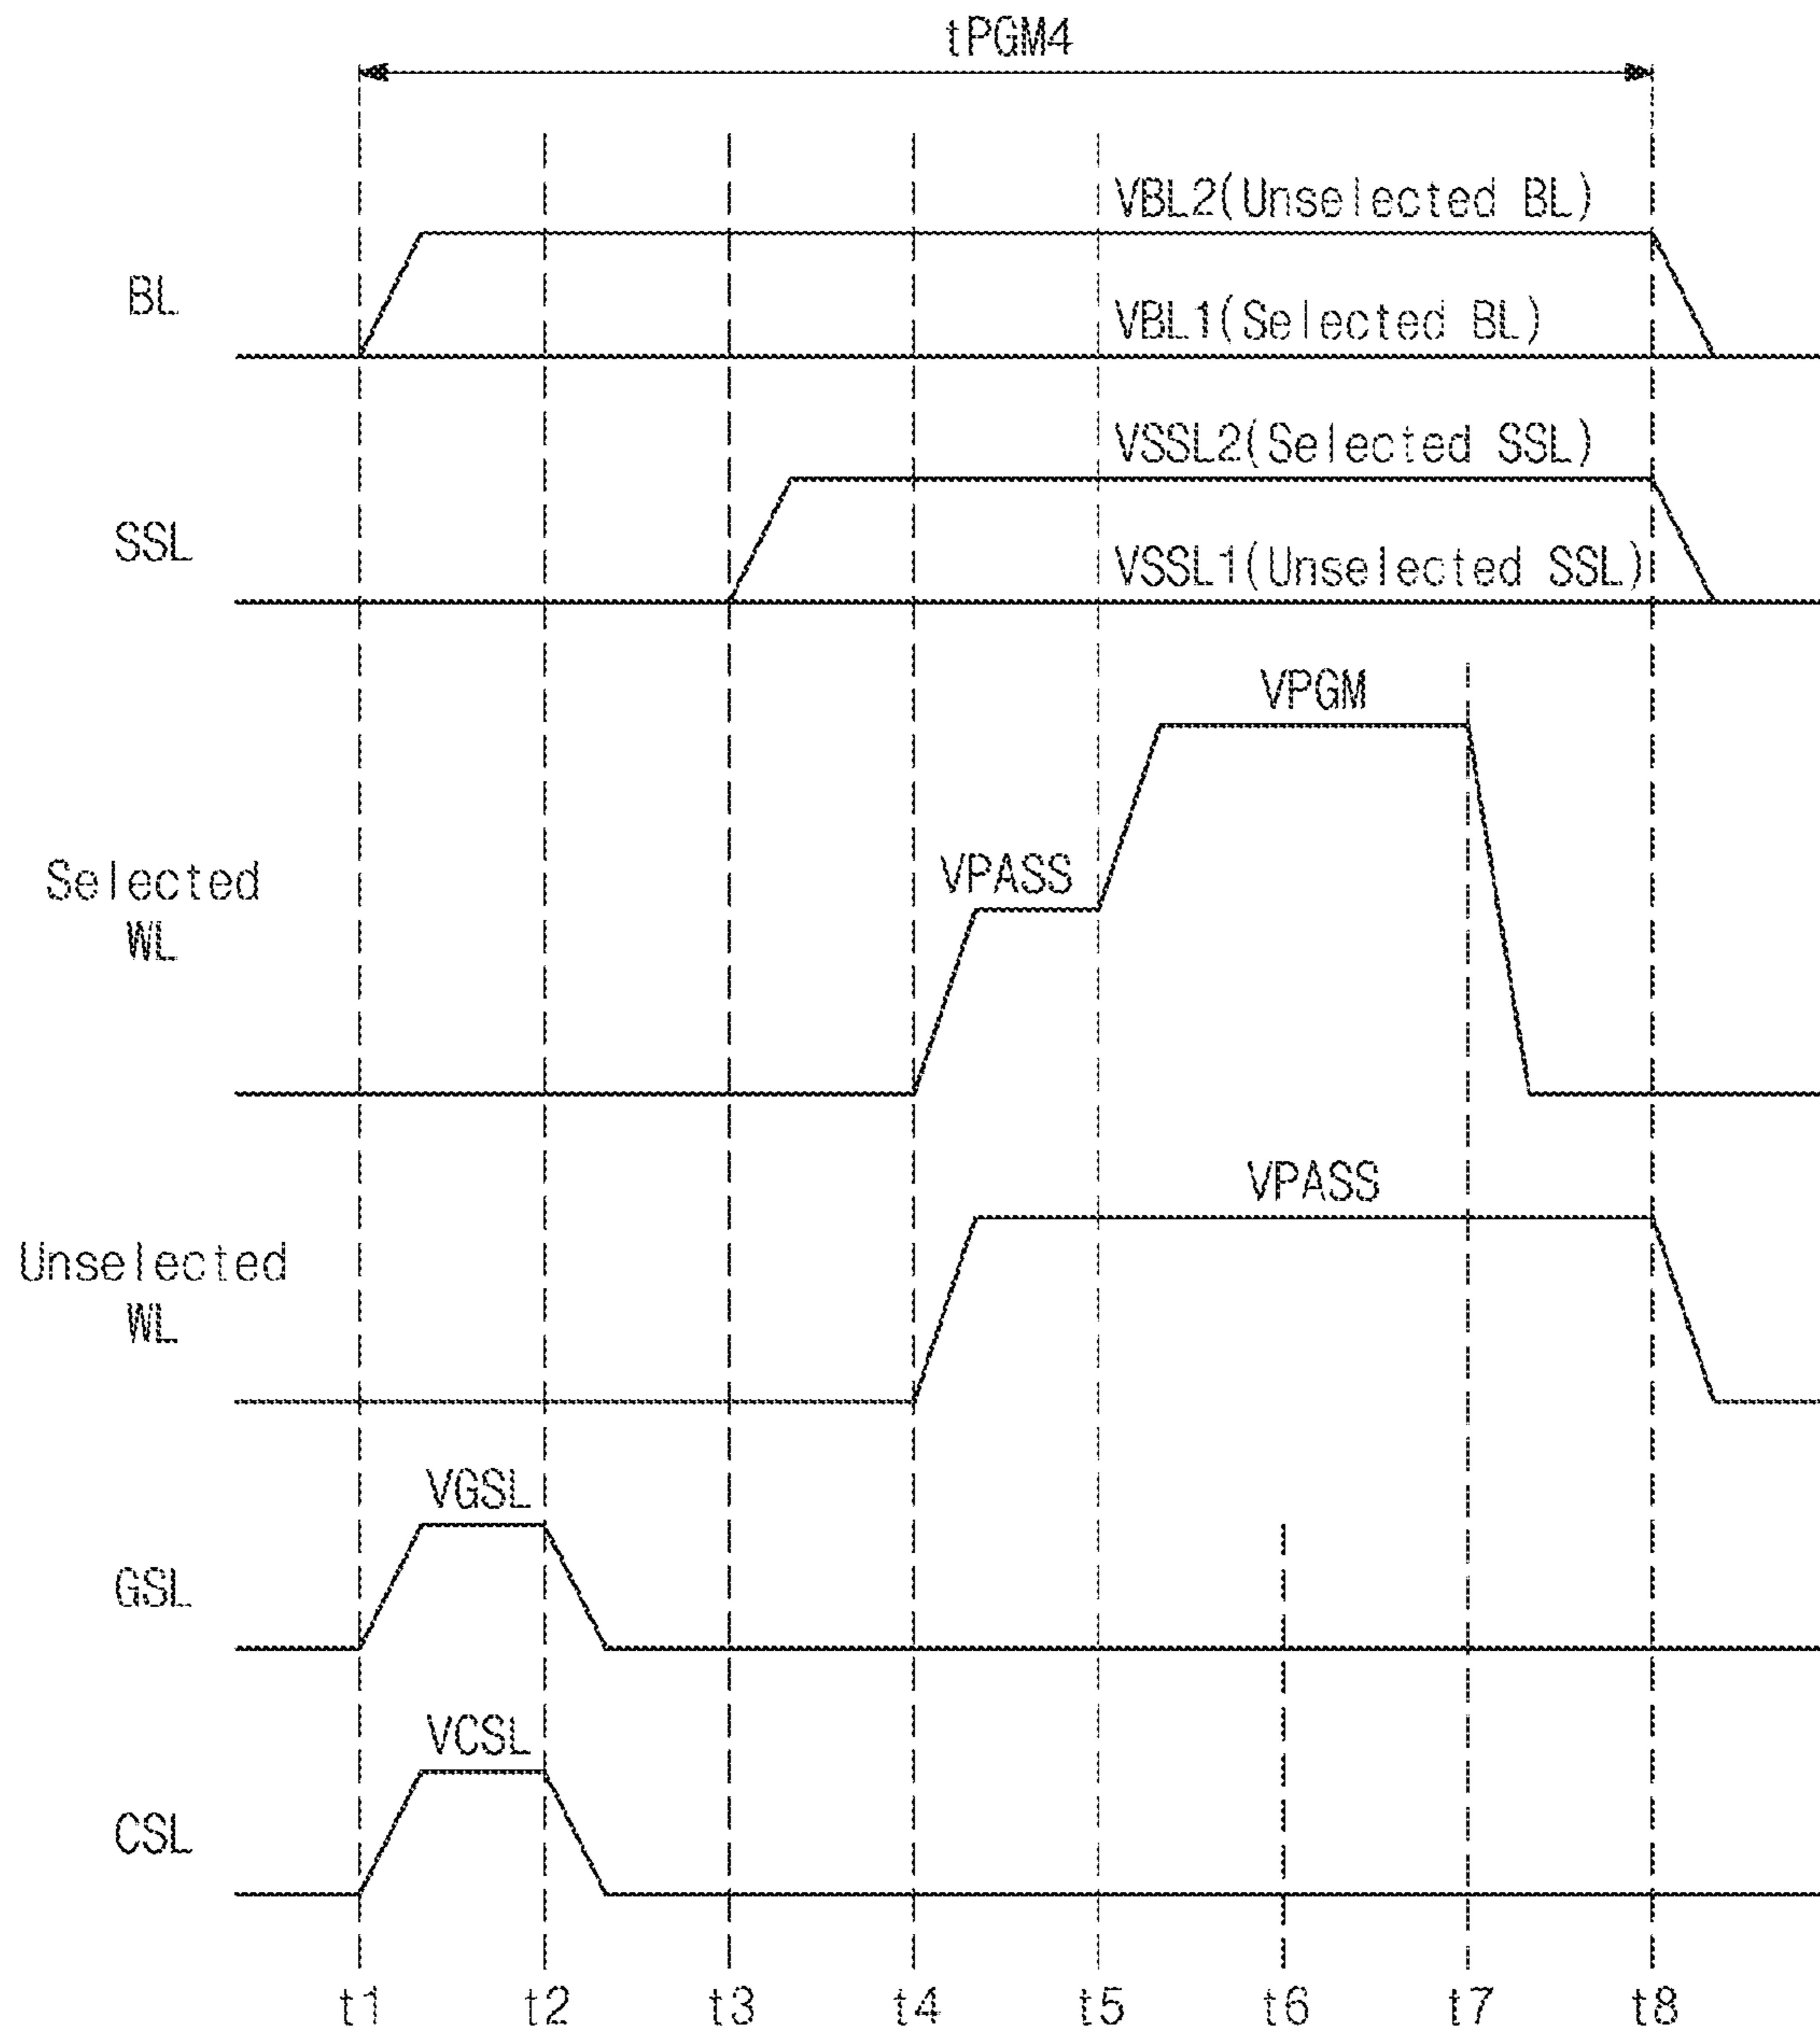 tPGM4
VBL2(Unselected BL)
BL
VBL1(Selected BL)
VSSL2(Selected SSL)
SSL
VSSL1(Unselected SSL)
VPGM
Selected
WL
VPASS
VPASS
Unselected
WL
VGSL
GSL
VCSL
CSL
t1 t2 t3 t4 t5 t6 t7 t8